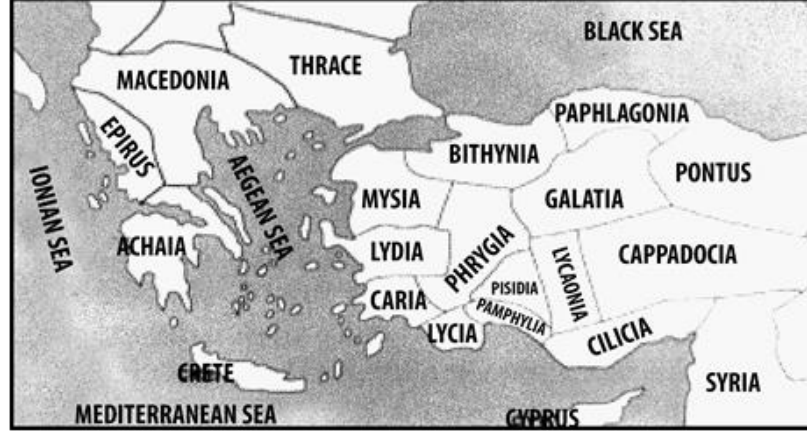 BLACK SEA
THRACE
MACEDONIA
PAPHLAGONIA
EPIRUS
BITHYNIA
PONTUS
AEGEAN SEA
IONIAN SEA
MYSIA
GALATIA
ACHAIA
LYDIA
PHRYGIA
LYCAONIA
CAPPADOCIA
PISIDIA
CARIA
PAMPHYLIA
LYCIA
CILICIA
CRETE
SYRIA
MEDITERRANEAN SEA
CYPRUS